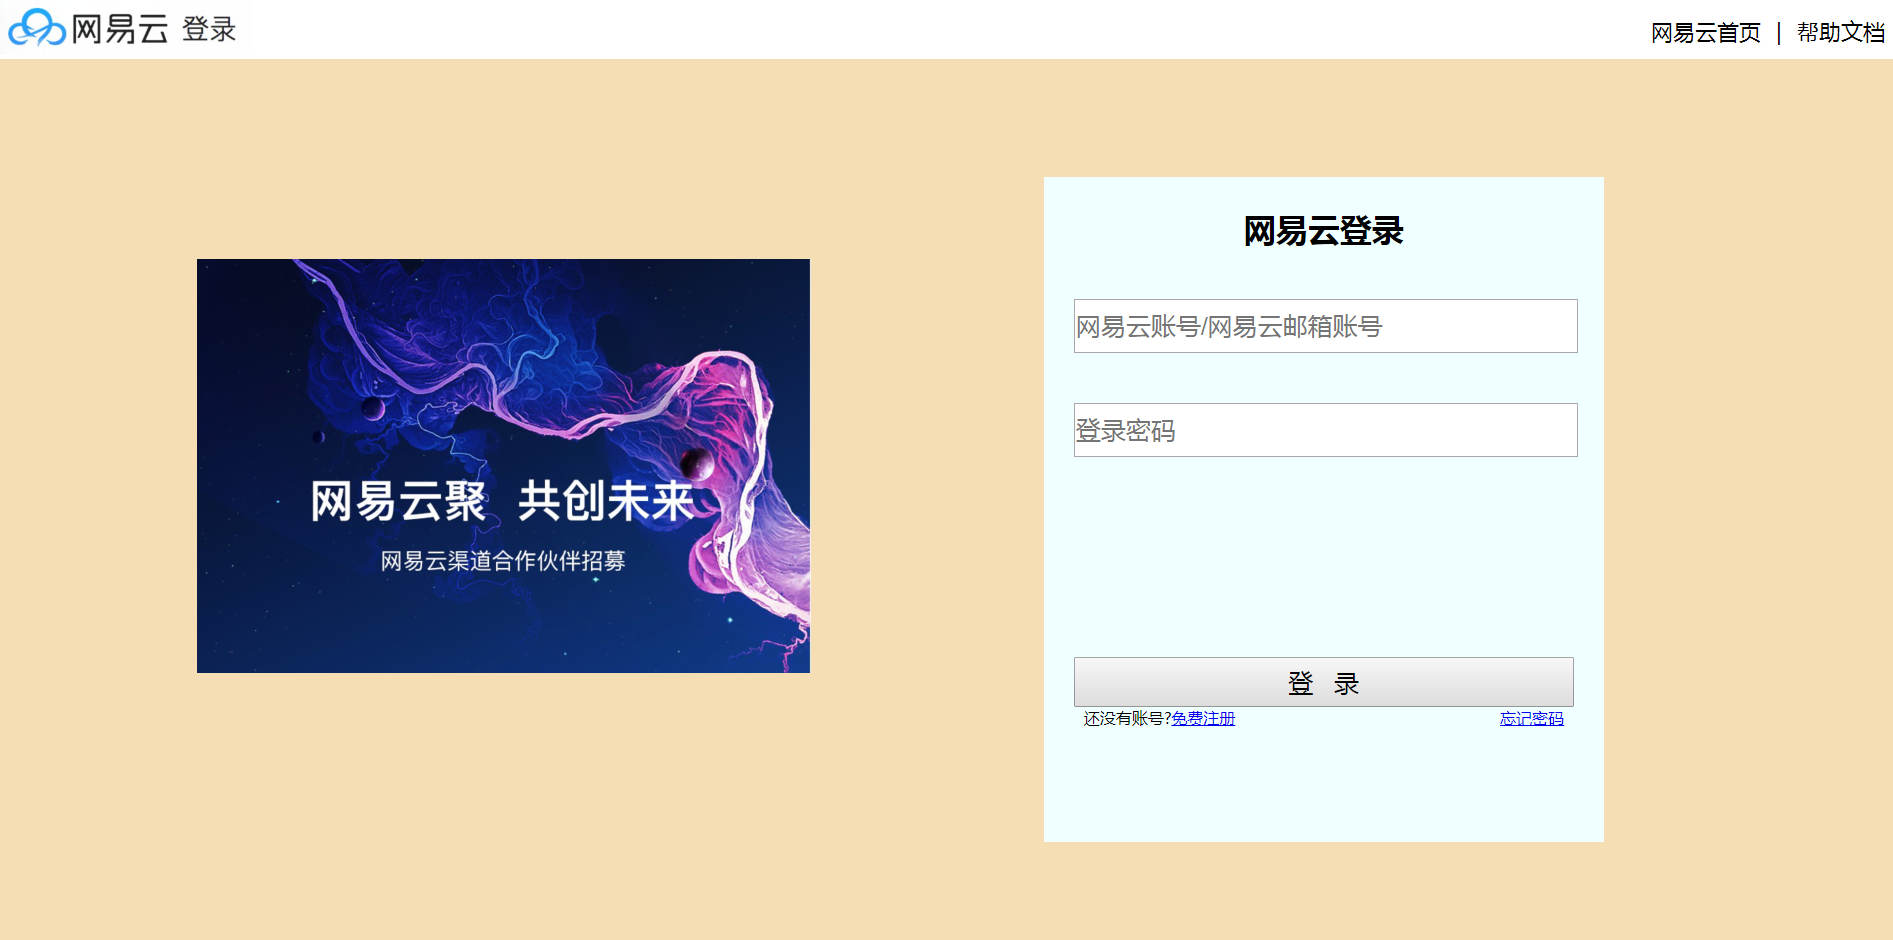 网易云 登录
网易云首页 | 帮助文档
网易云聚 共创未来
网易云渠道合作伙伴招募
网易云登录
网易云账号/网易云邮箱账号
登录密码
登 录
还没有账号?免费注册
忘记密码